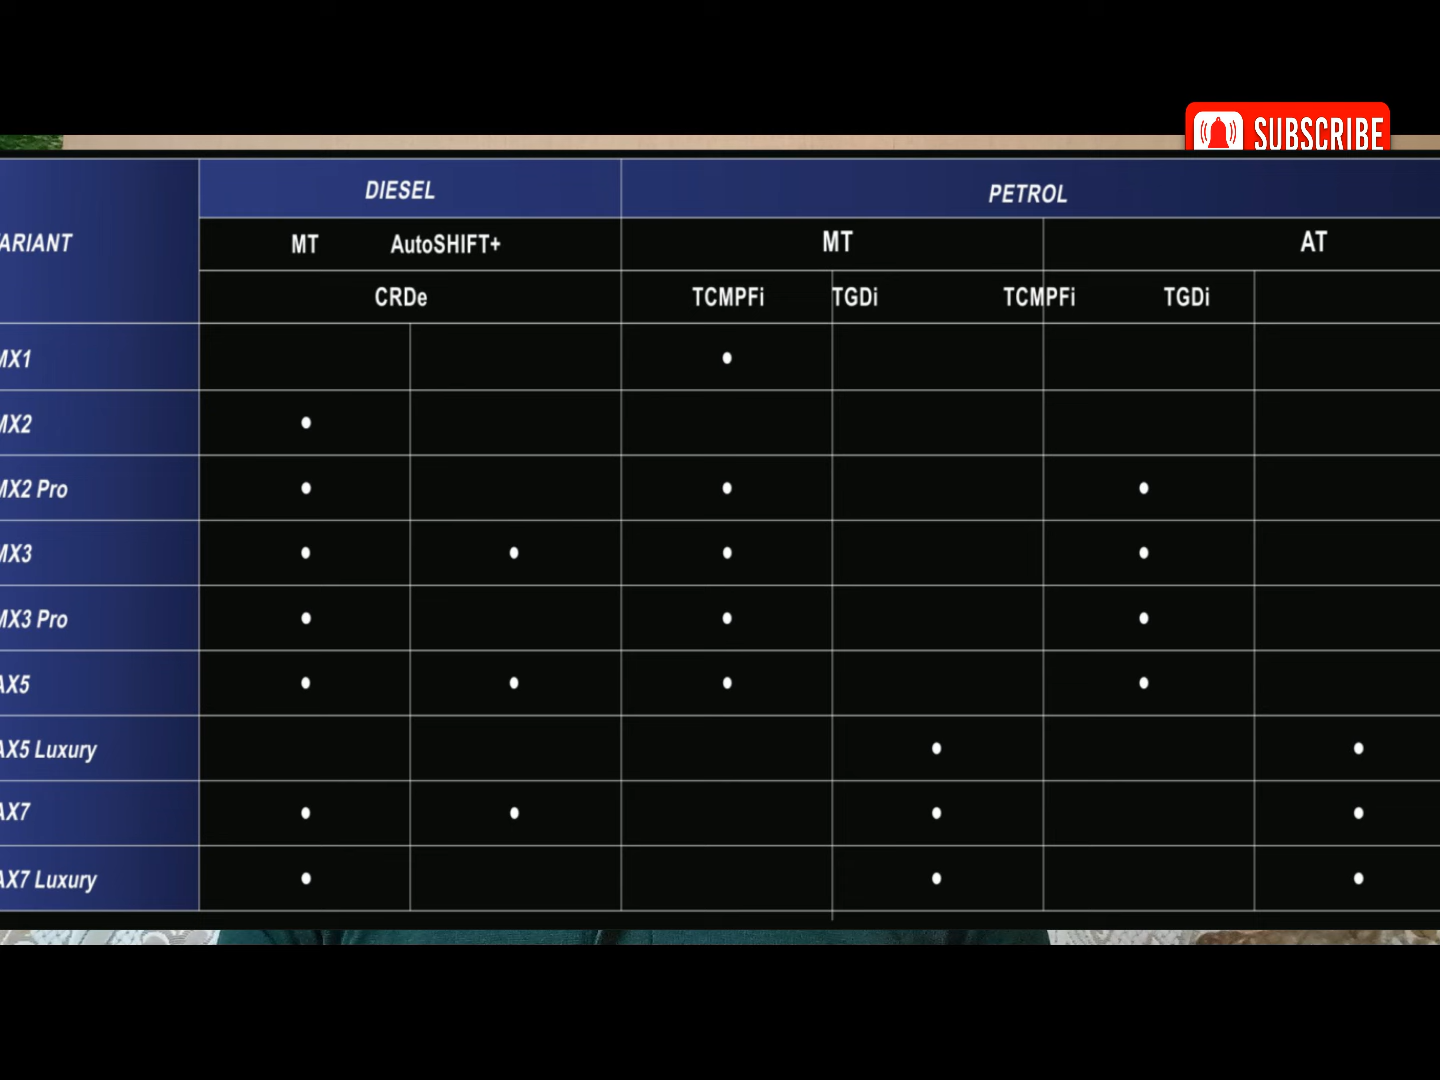 SUBSCRIBE
DIESEL PETROL
ARIANT MT AutoSHIFT+ MT AT
CRDe TCMPFi TGDi TCMPFi TGDi
MX1 •
MX2 •
MX2 Pro • • •
MX3 • • • •
MX3 Pro • • •
AX5 • • • •
AX5 Luxury • •
AX7 • • • •
AX7 Luxury • • •